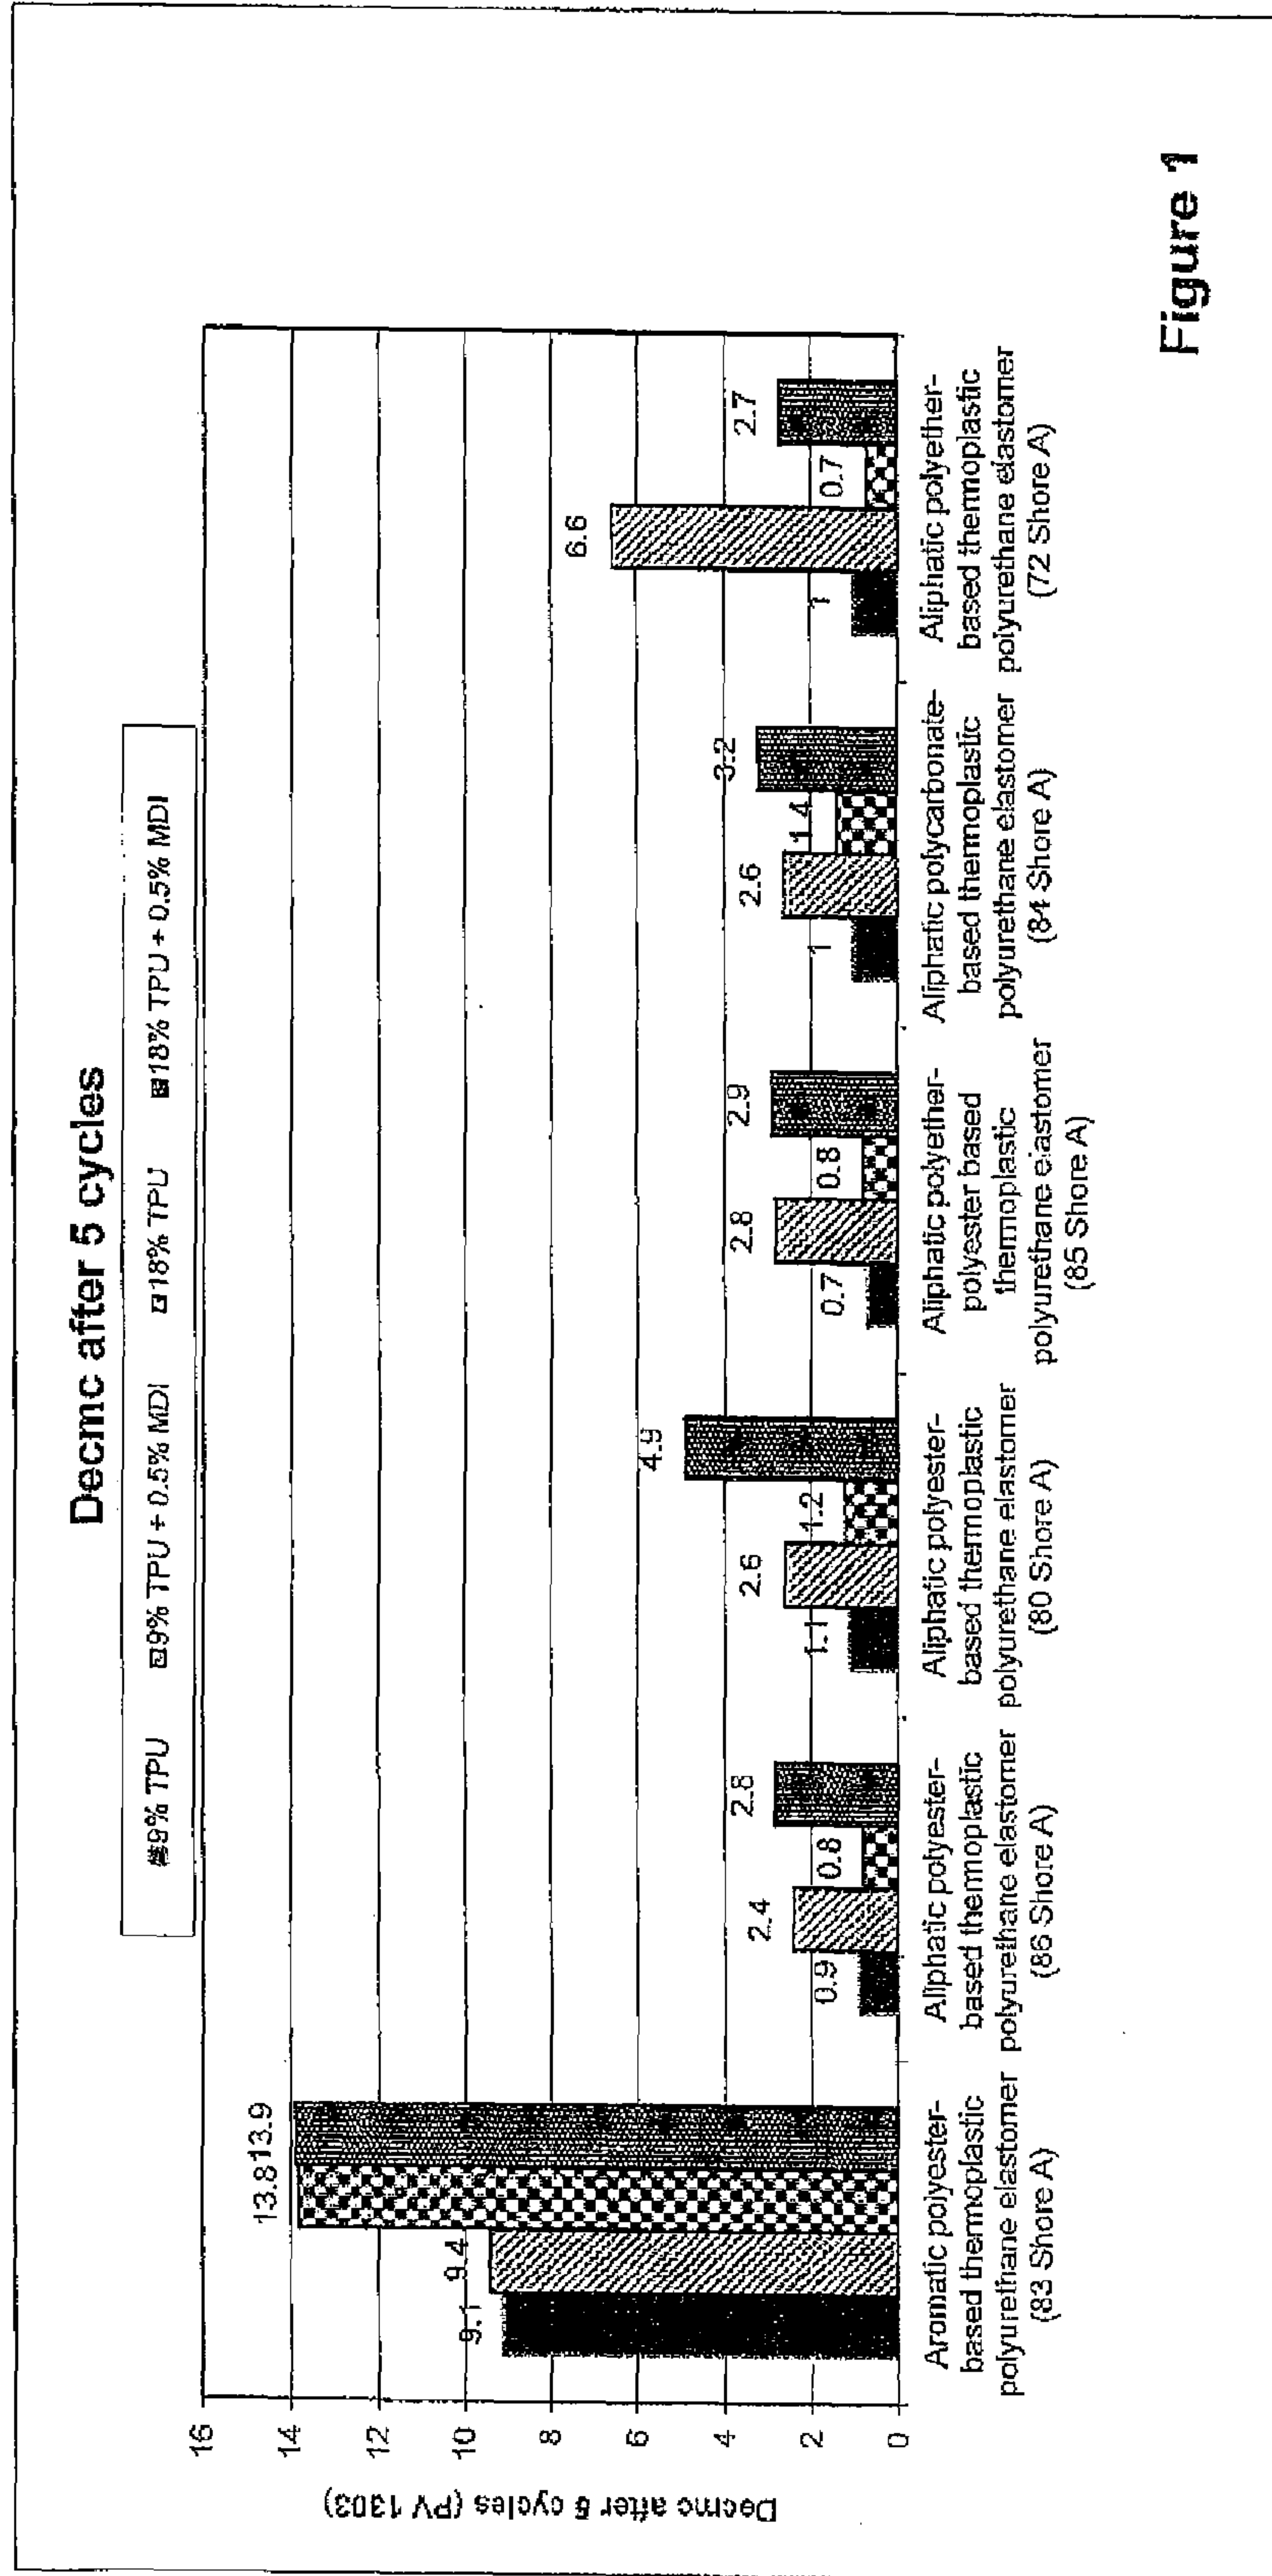 Decmc after 5 cycles
9% TPU
9% TPU + 0.5% MDI
18% TPU
18% TPU + 0.5% MDI
Decmc after 5 cycles (PV 1303)
16
14
12
10
8
6
4
2
0
9.1
9.4
13.8
13.9
0.9
2.4
0.8
2.8
1.1
2.6
1.2
4.9
0.7
2.8
0.8
2.9
1
2.6
1.4
3.2
1
6.6
0.7
2.7
Aromatic polyester-
based thermoplastic
polyurethane elastomer
(83 Shore A)
Aliphatic polyester-
based thermoplastic
polyurethane elastomer
(86 Shore A)
Aliphatic polyester-
based thermoplastic
polyurethane elastomer
(80 Shore A)
Aliphatic polyether-
polyester based
thermoplastic
polyurethane elastomer
(85 Shore A)
Aliphatic polycarbonate-
based thermoplastic
polyurethane elastomer
(84 Shore A)
Aliphatic polyether-
based thermoplastic
polyurethane elastomer
(72 Shore A)
Figure 1